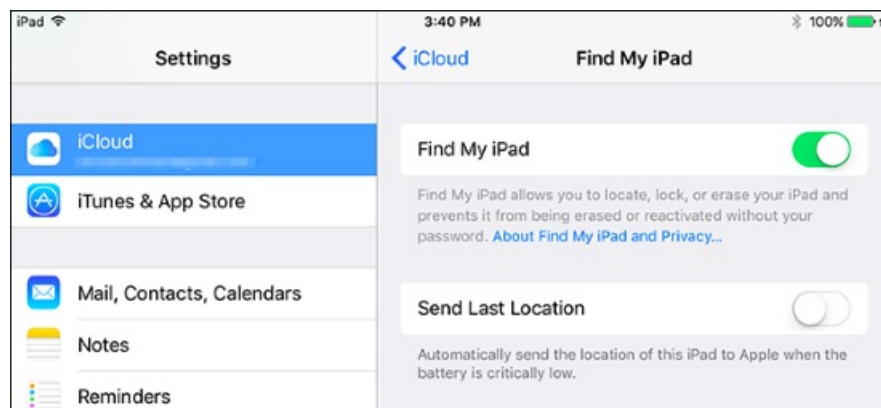 iPad 3:40 PM 100%
Settings
iCloud Find My iPad
iCloud
iTunes & App Store
Mail, Contacts, Calendars
Notes
Reminders
Find My iPad
Find My iPad allows you to locate, lock, or erase your iPad and
prevents it from being erased or reactivated without your
password. About Find My iPad and Privacy...
Send Last Location
Automatically send the location of this iPad to Apple when the
battery is critically low.